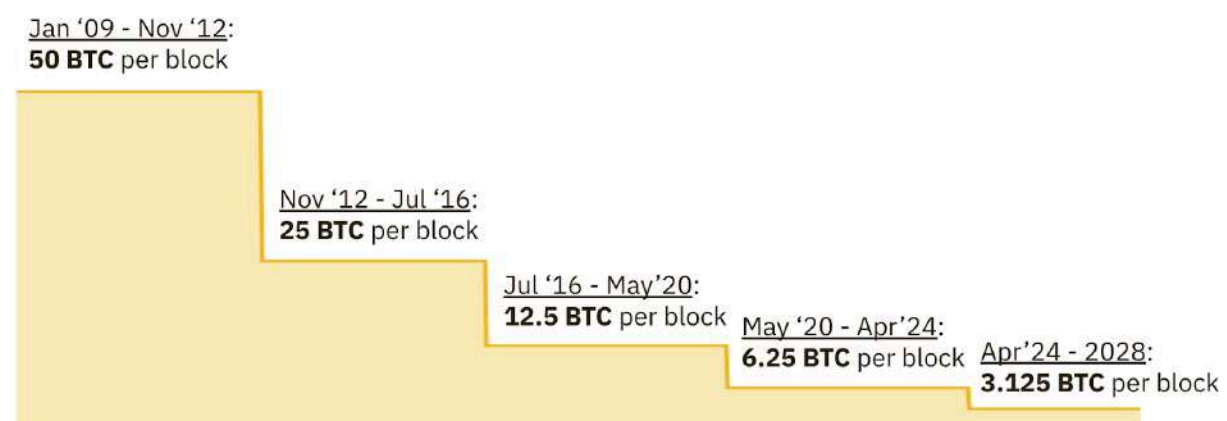 Jan ‘09 - Nov ‘12:
50 BTC per block
Nov ‘12 - Jul ‘16:
25 BTC per block
Jul ‘16 - May’20:
12.5 BTC per block
May ‘20 - Apr’24:
6.25 BTC per block
Apr’24 - 2028:
3.125 BTC per block